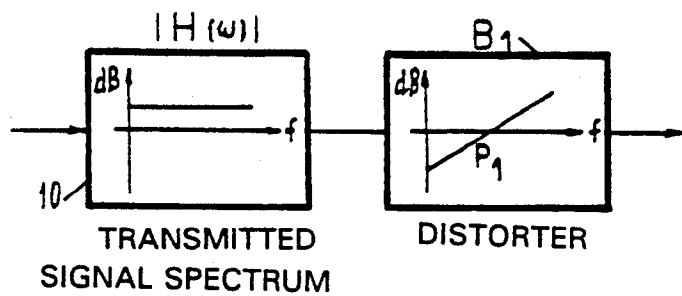 |H(ω)|
B1
dB
f
dB
f
P1
10
TRANSMITTED
SIGNAL SPECTRUM
DISTORTER